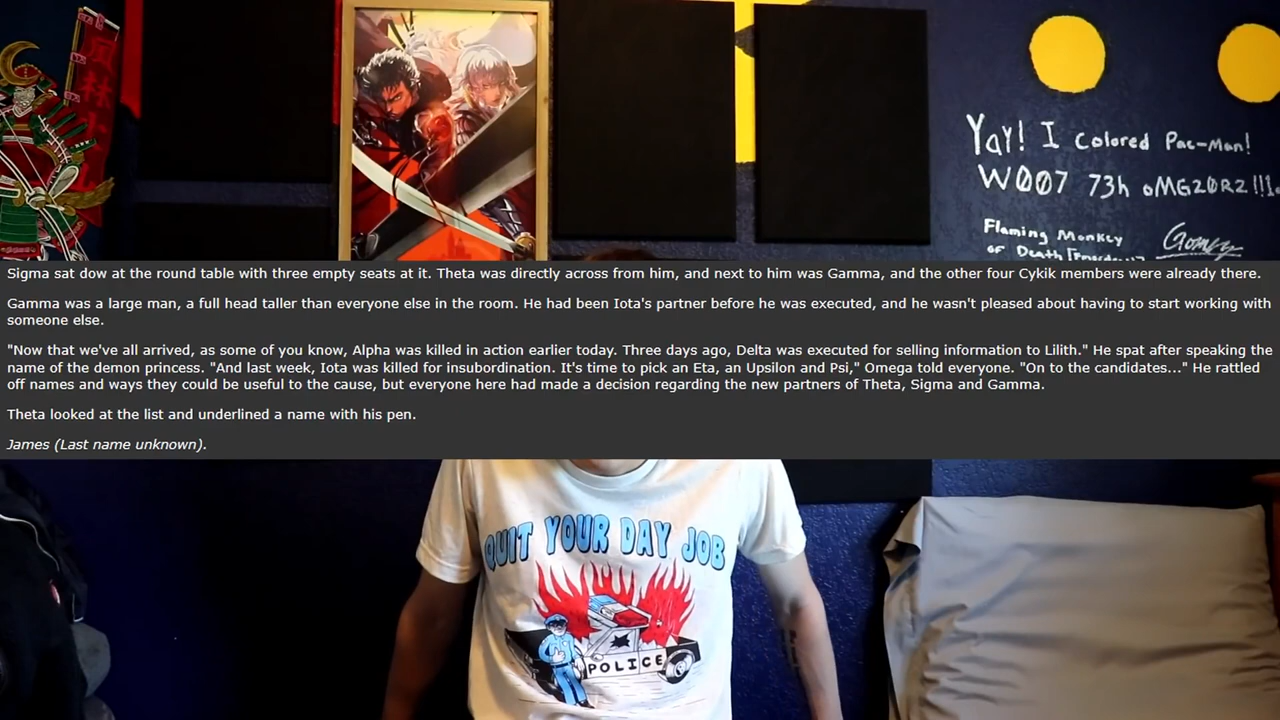 Yay! I Colored Pac-Man!
W007 73h oMG20R2 !!!1
Flaming Monkey
of Death
Sigma sat dow at the round table with three empty seats at it. Theta was directly across from him, and next to him was Gamma, and the other four Cykik members were already there.
Gamma was a large man, a full head taller than everyone else in the room. He had been Iota's partner before he was executed, and he wasn't pleased about having to start working with
someone else.
"Now that we've all arrived, as some of you know, Alpha was killed in action earlier today. Three days ago, Delta was executed for selling information to Lilith." He spat after speaking the
name of the demon princess. "And last week, Iota was killed for insubordination. It's time to pick an Eta, an Upsilon and Psi," Omega told everyone. "On to the candidates..." He rattled
off names and ways they could be useful to the cause, but everyone here had made a decision regarding the new partners of Theta, Sigma and Gamma.
Theta looked at the list and underlined a name with his pen.
James (Last name unknown).
QUIT YOUR DAY JOB
POLICE